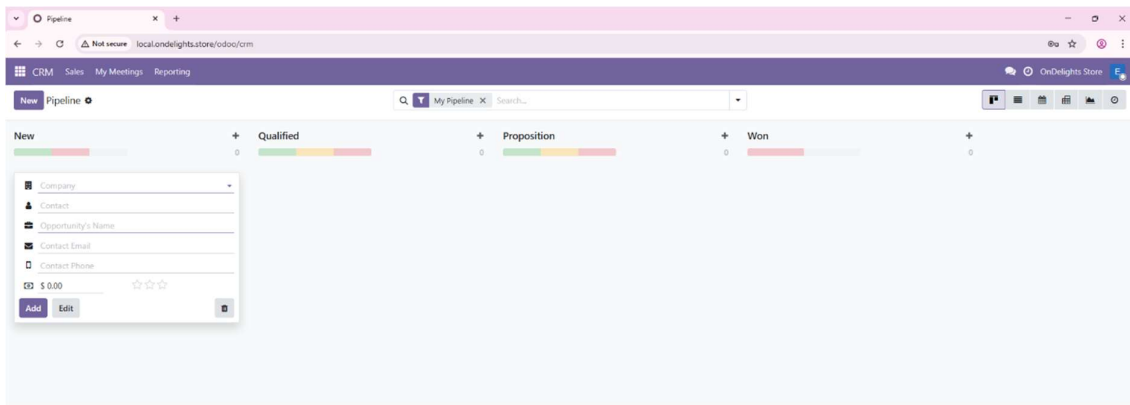 Pipeline
Not secure local.ondelights.store/odoo/crm
CRM Sales My Meetings Reporting OnDelights Store E
New Pipeline My Pipeline Search...
New Qualified Proposition Won
0 0 0 0
Company
Contact
Opportunity's Name
Contact Email
Contact Phone
$ 0.00
Add Edit